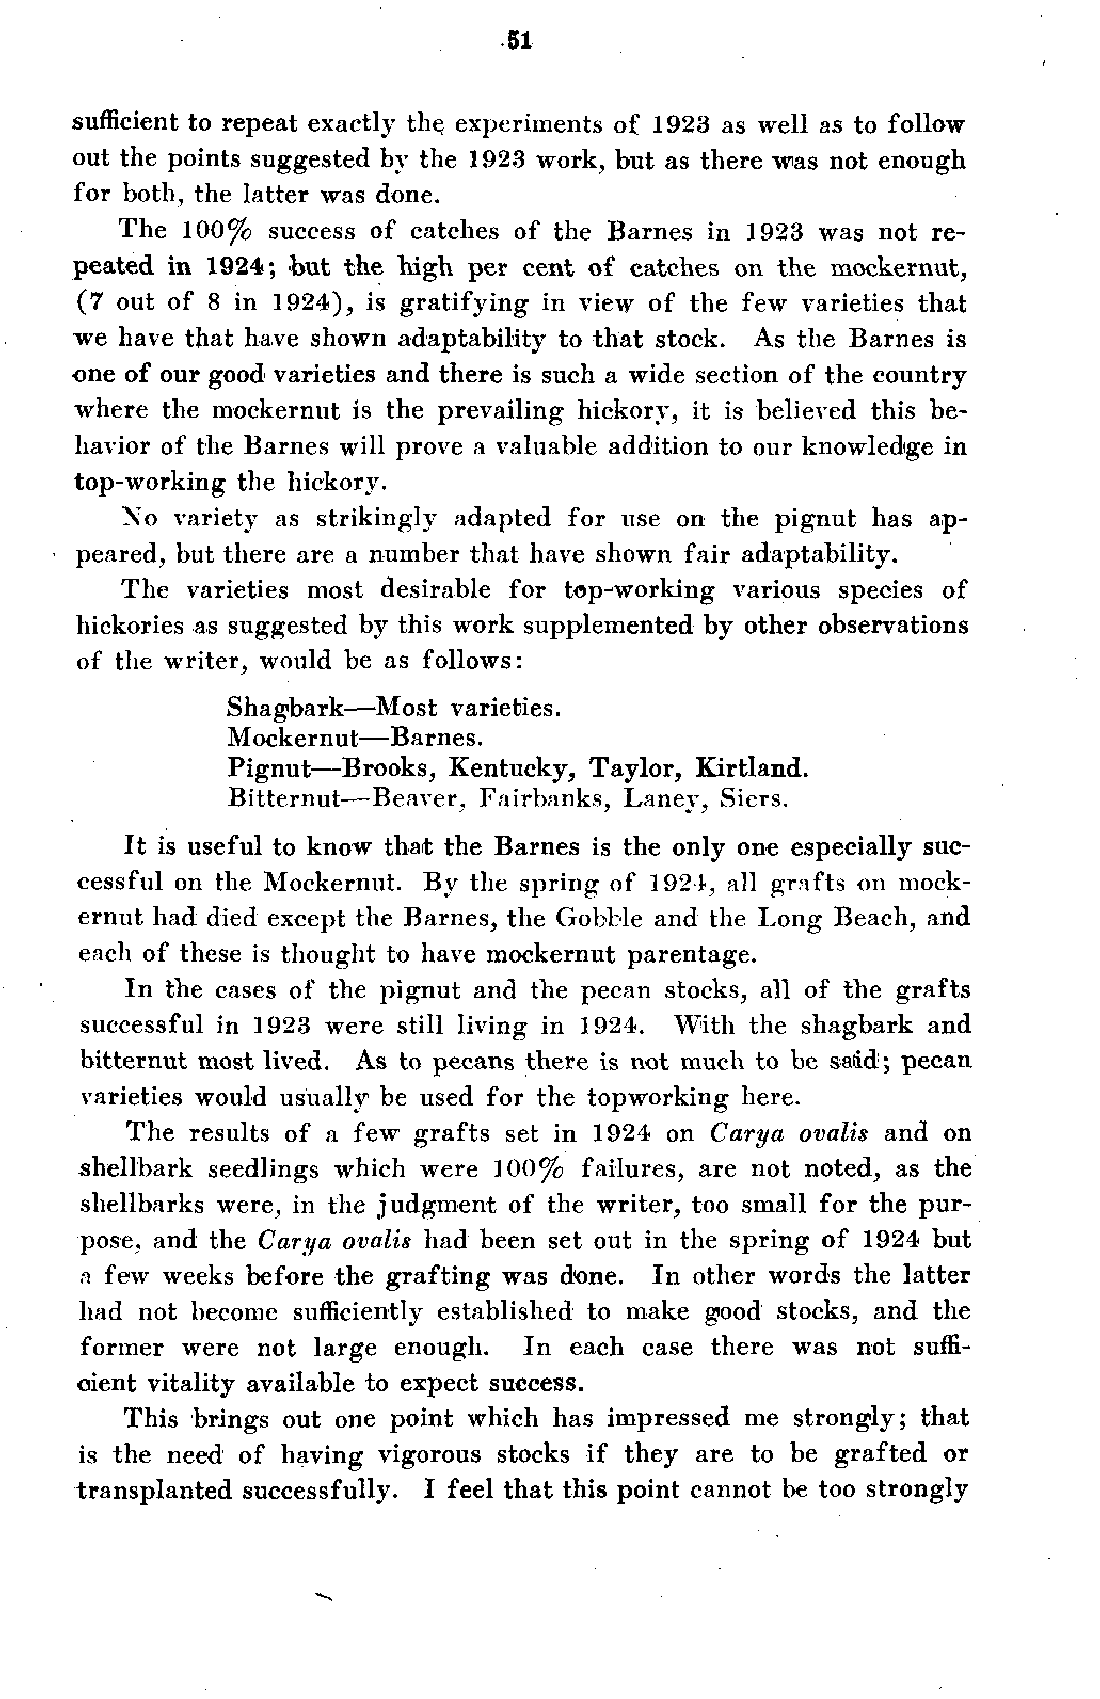 51
sufficient to repeat exactly the experiments of 1923 as well as to follow
out the points suggested by the 1923 work, but as there was not enough
for both, the latter was done.
The 100% success of catches of the Barnes in 1923 was not re-
peated in 1924; but the high per cent of catches on the mockernut,
(7 out of 8 in 1924), is gratifying in view of the few varieties that
we have that have shown adaptability to that stock. As the Barnes is
one of our good varieties and there is such a wide section of the country
where the mockernut is the prevailing hickory, it is believed this be-
havior of the Barnes will prove a valuable addition to our knowledge in
top-working the hickory.
No variety as strikingly adapted for use on the pignut has ap-
peared, but there are a number that have shown fair adaptability.
The varieties most desirable for top-working various species of
hickories as suggested by this work supplemented by other observations
of the writer, would be as follows:
Shagbark—Most varieties.
Mockernut—Barnes.
Pignut—Brooks, Kentucky, Taylor, Kirtland.
Bitternut—Beaver, Fairbanks, Laney, Siers.
It is useful to know that the Barnes is the only one especially suc-
cessful on the Mockernut. By the spring of 1924, all grafts on mock-
ernut had died except the Barnes, the Gobble and the Long Beach, and
each of these is thought to have mockernut parentage.
In the cases of the pignut and the pecan stocks, all of the grafts
successful in 1923 were still living in 1924. With the shagbark and
bitternut most lived. As to pecans there is not much to be said; pecan
varieties would usually be used for the topworking here.
The results of a few grafts set in 1924 on Carya ovalis and on
shellbark seedlings which were 100% failures, are not noted, as the
shellbarks were, in the judgment of the writer, too small for the pur-
pose, and the Carya ovalis had been set out in the spring of 1924 but
a few weeks before the grafting was done. In other words the latter
had not become sufficiently established to make good stocks, and the
former were not large enough. In each case there was not suffi-
cient vitality available to expect success.
This brings out one point which has impressed me strongly; that
is the need of having vigorous stocks if they are to be grafted or
transplanted successfully. I feel that this point cannot be too strongly